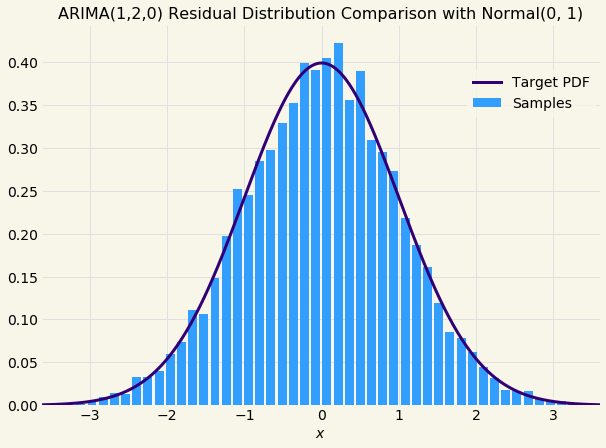 ARIMA(1,2,0) Residual Distribution Comparison with Normal(0, 1)
0.40
0.35
0.30
0.25
0.20
0.15
0.10
0.05
0.00
Target PDF
Samples
−3 −2 −1 0 1 2 3
x